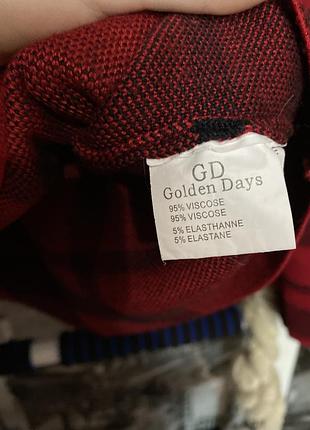 GD
Golden Days
95% VISCOSE
95% VISCOSE
5% ELASTHANNE
5% ELASTANE